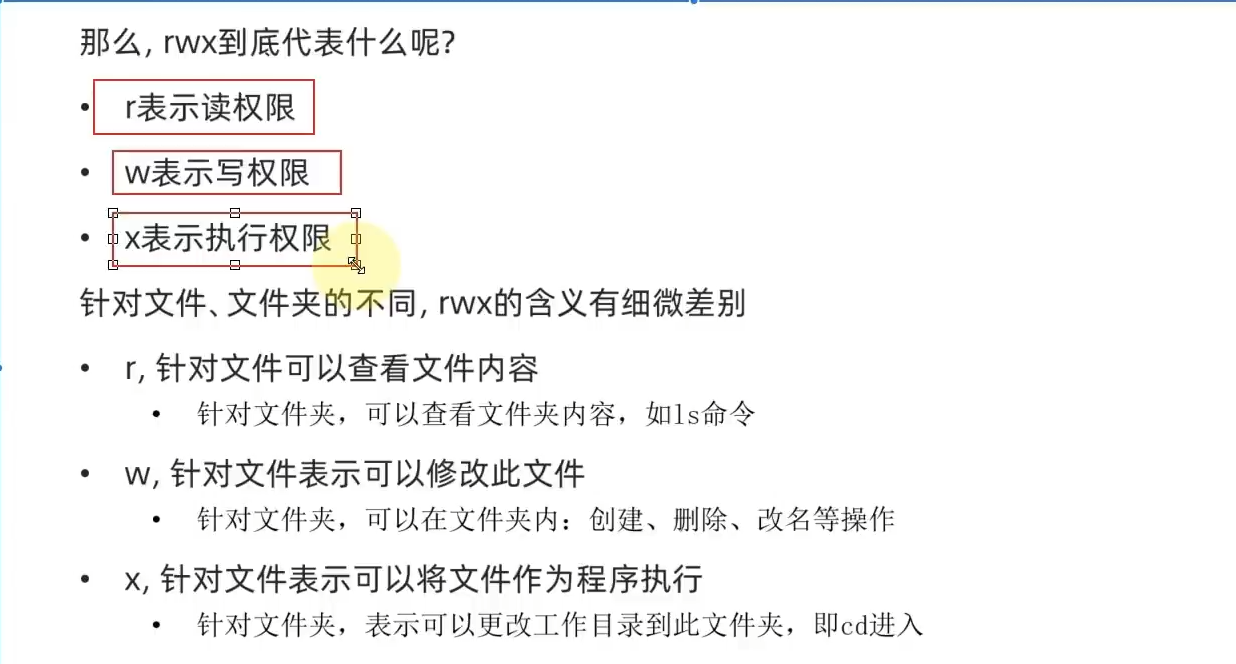 那么, rwx到底代表什么呢?
• r表示读权限
• w表示写权限
• x表示执行权限
针对文件、文件夹的不同, rwx的含义有细微差别
• r, 针对文件可以查看文件内容
• 针对文件夹，可以查看文件夹内容，如ls命令
• w, 针对文件表示可以修改此文件
• 针对文件夹，可以在文件夹内：创建、删除、改名等操作
• x, 针对文件表示可以将文件作为程序执行
• 针对文件夹，表示可以更改工作目录到此文件夹，即cd进入